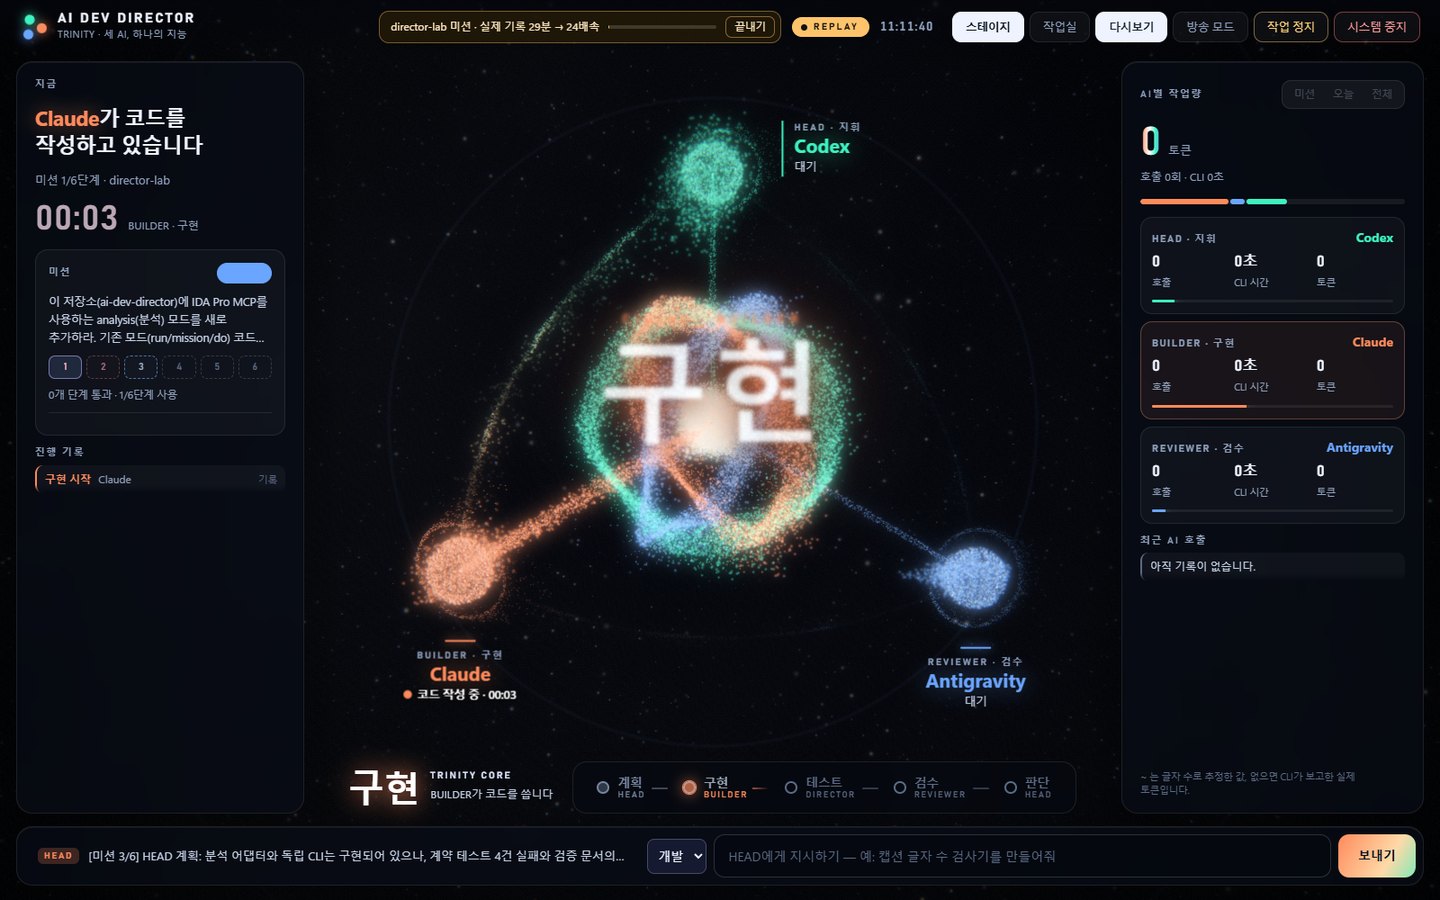 AI DEV DIRECTOR
TRINITY · 세 AI, 하나의 지능
director-lab 미션 · 실제 기록 29분 → 24배속
끝내기
REPLAY
11:11:40
스테이지
작업실
다시보기
방송 모드
작업 정지
시스템 중지
지금
Claude가 코드를
작성하고 있습니다
미션 1/6단계 · director-lab
00:03 BUILDER · 구현
미션
이 저장소(ai-dev-director)에 IDA Pro MCP를
사용하는 analysis(분석) 모드를 새로
추가하라. 기존 모드(run/mission/do) 코드...
1 2 3 4 5 6
0개 단계 통과 · 1/6단계 사용
진행 기록
구현 시작 Claude 기록
HEAD · 지휘
Codex
대기
구현
BUILDER · 구현
Claude
코드 작성 중 · 00:03
REVIEWER · 검수
Antigravity
대기
구현
TRINITY CORE
BUILDER가 코드를 씁니다
계획
HEAD
구현
BUILDER
테스트
DIRECTOR
검수
REVIEWER
판단
HEAD
AI별 작업량
미션 오늘 전체
0 토큰
호출 0회 · CLI 0초
HEAD · 지휘 Codex
0 0초 0
호출 CLI 시간 토큰
BUILDER · 구현 Claude
0 0초 0
호출 CLI 시간 토큰
REVIEWER · 검수 Antigravity
0 0초 0
호출 CLI 시간 토큰
최근 AI 호출
아직 기록이 없습니다.
~ 는 글자 수로 추정한 값, 없으면 CLI가 보고한 실제
토큰입니다.
HEAD
[미션 3/6] HEAD 계획: 분석 어댑터와 독립 CLI는 구현되어 있으나, 계약 테스트 4건 실패와 검증 문서의...
개발
HEAD에게 지시하기 — 예: 캡션 글자 수 검사기를 만들어줘
보내기